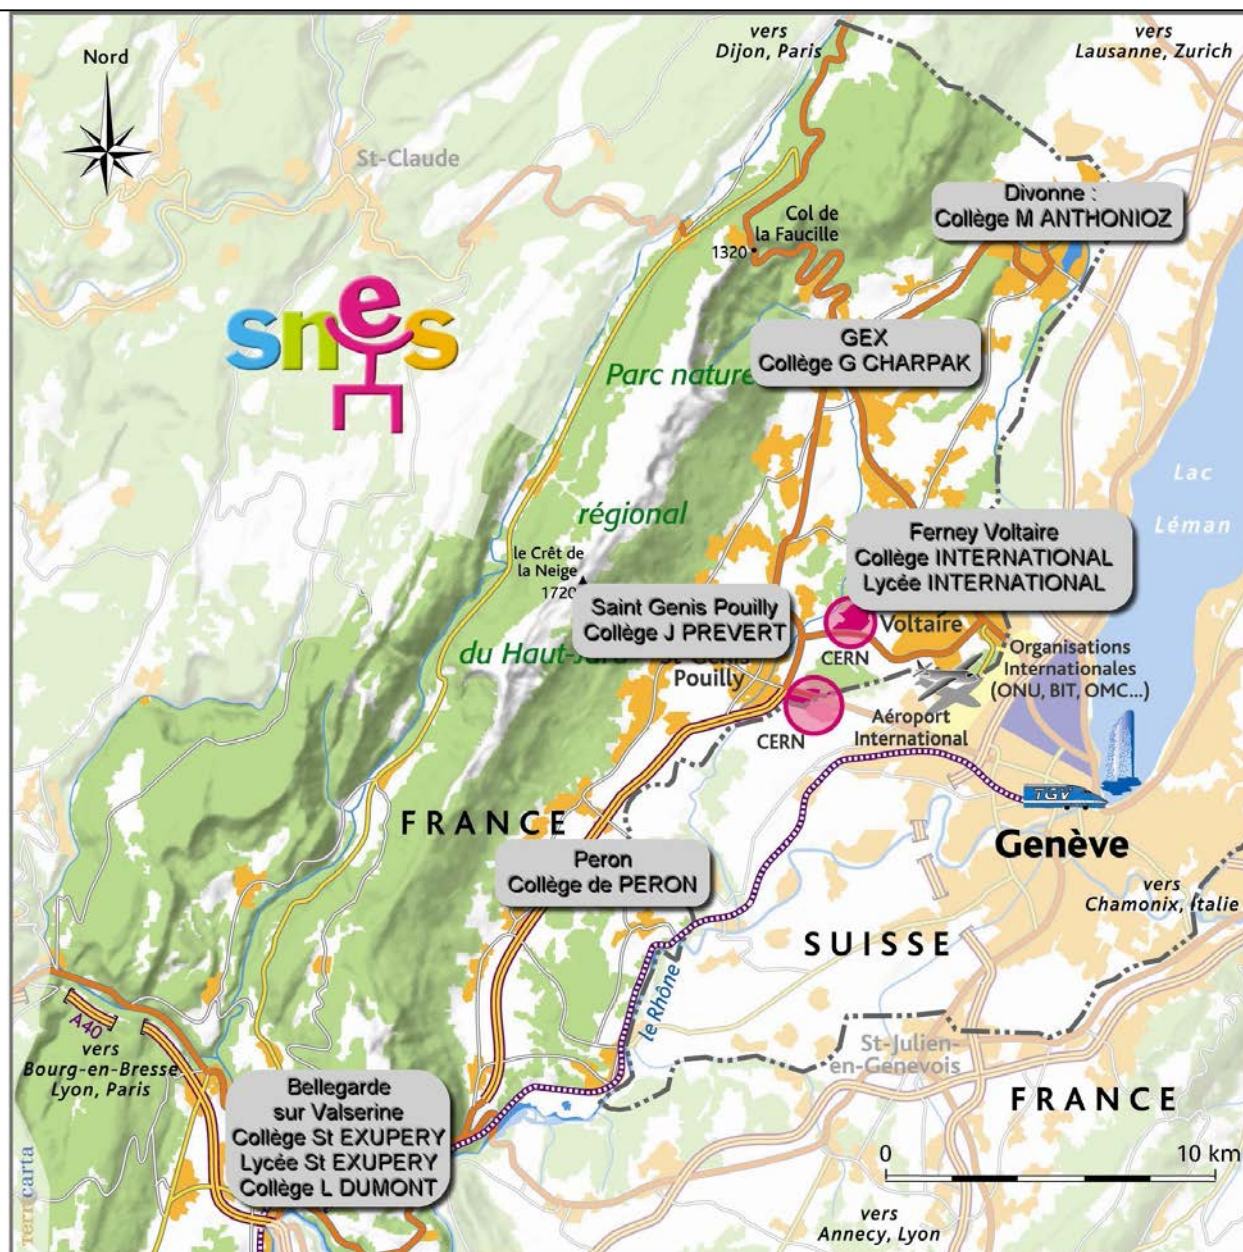 Nord
vers
Dijon, Paris
vers
Lausanne, Zurich
St-Claude
Divonne :
Collège M ANTHONIOZ
Col de
la Faucille
1320
snes
GEX
Collège G CHARPAK
Parc nature
Lac
Léman
régional
Ferney Voltaire
Collège INTERNATIONAL
Lycée INTERNATIONAL
le Crêt de
la Neige
1720
Saint Genis Pouilly
Collège J PREVERT
Voltaire
du Haut-Jura
CERN
Organisations
Internationales
(ONU, BIT, OMC...)
St-Genis
Pouilly
CERN
Aéroport
International
TGV
FRANCE
Genève
Peron
Collège de PERON
vers
Chamonix, Italie
SUISSE
le Rhône
A40
vers
Bourg-en-Bresse
Lyon, Paris
St-Julien-
en-Genevois
Bellegarde
sur Valserine
Collège St EXUPERY
Lycée St EXUPERY
Collège L DUMONT
FRANCE
0 10 km
vers
Annecy, Lyon
terra carta